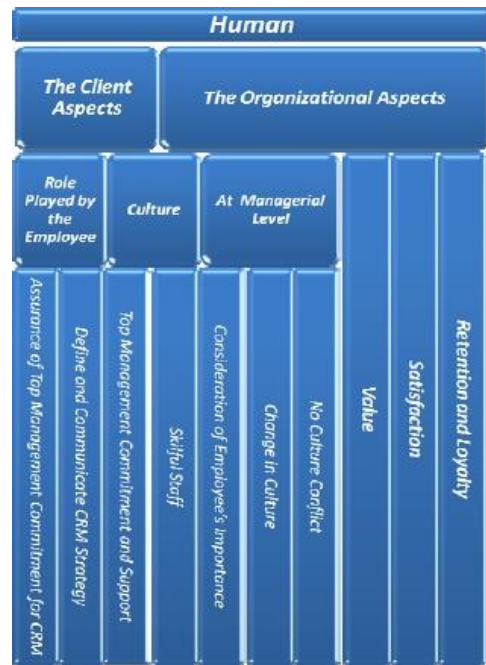 Human
The Client
Aspects
The Organizational Aspects
Role
Played by
the
Employee
Culture
At Managerial
Level
Assurance of Top Management Commitment for CRM
Define and Communicate CRM Strategy
Top Management Commitment and Support
Skilful Staff
Consideration of Employee's Importance
Change in Culture
No Culture Conflict
Value
Satisfaction
Retention and Loyalty